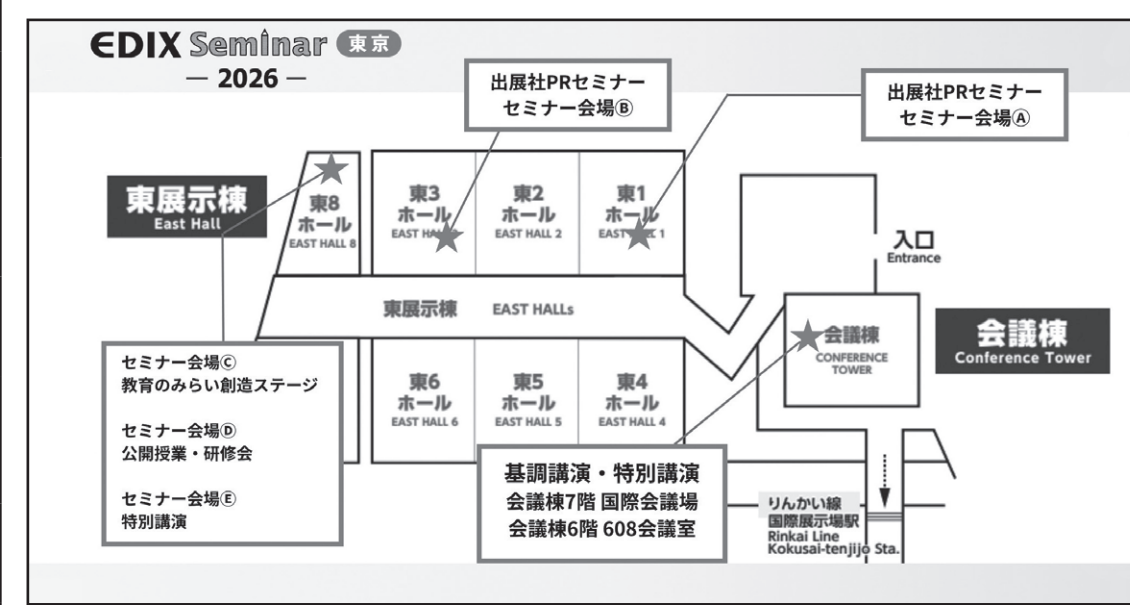 EDIX Seminar 東京
— 2026 —
出展社PRセミナー
セミナー会場Ⓑ
出展社PRセミナー
セミナー会場Ⓐ
東展示棟
East Hall
東8
ホール
EAST HALL 8
東3
ホール
EAST HALL
東2
ホール
EAST HALL 2
東1
ホール
EAST HALL 1
入口
Entrance
東展示棟 EAST HALLs
会議棟
CONFERENCE
TOWER
会議棟
Conference Tower
セミナー会場Ⓒ
教育のみらい創造ステージ
セミナー会場Ⓓ
公開授業・研修会
セミナー会場Ⓔ
特別講演
東6
ホール
EAST HALL 6
東5
ホール
EAST HALL 5
東4
ホール
EAST HALL 4
基調講演・特別講演
会議棟7階 国際会議場
会議棟6階 608会議室
りんかい線
国際展示場駅
Rinkai Line
Kokusai-tenjijo Sta.